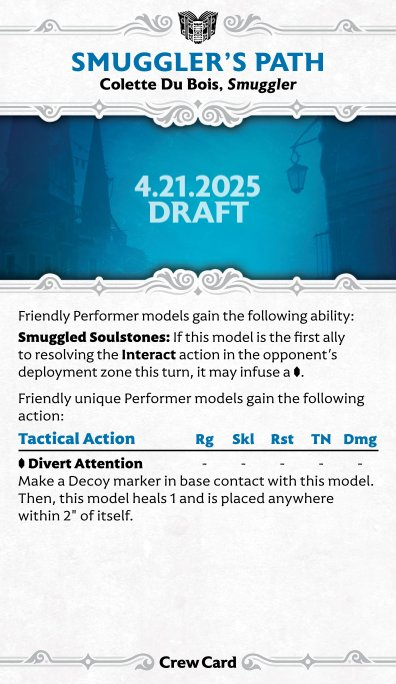 SMUGGLER'S PATH
Colette Du Bois, Smuggler
4.21.2025
DRAFT
Friendly Performer models gain the following ability:
Smuggled Soulstones: If this model is the first ally
to resolving the Interact action in the opponent's
deployment zone this turn, it may infuse a ⬮.
Friendly unique Performer models gain the following
action:
Tactical Action Rg Skl Rst TN Dmg
⬮ Divert Attention - - - - -
Make a Decoy marker in base contact with this model.
Then, this model heals 1 and is placed anywhere
within 2" of itself.
Crew Card